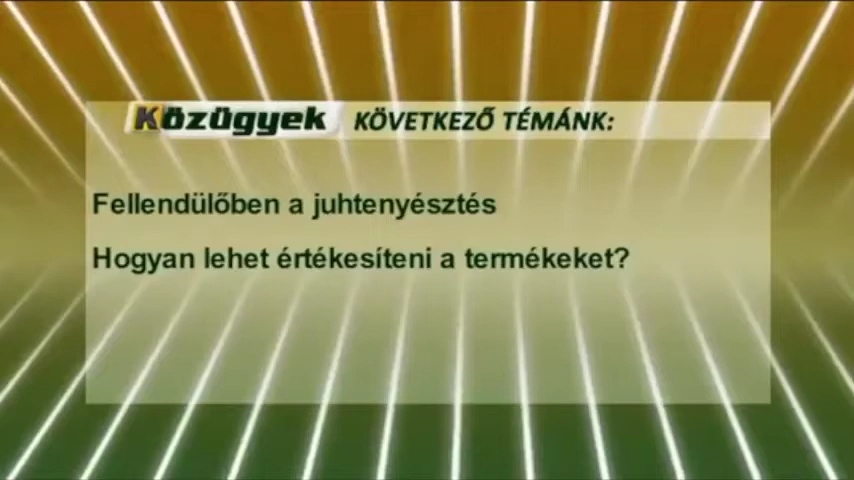 Közügyek KÖVETKEZŐ TÉMÁNK:
Fellendülőben a juhtenyésztés
Hogyan lehet értékesíteni a termékeket?